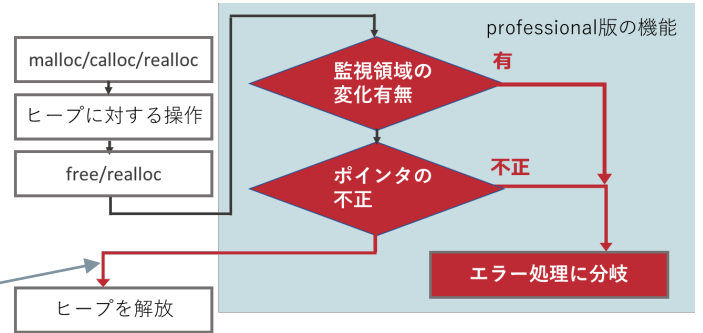 professional版の機能
malloc/calloc/realloc
ヒープに対する操作
free/realloc
監視領域の
変化有無
有
ポインタの
不正
不正
エラー処理に分岐
ヒープを解放